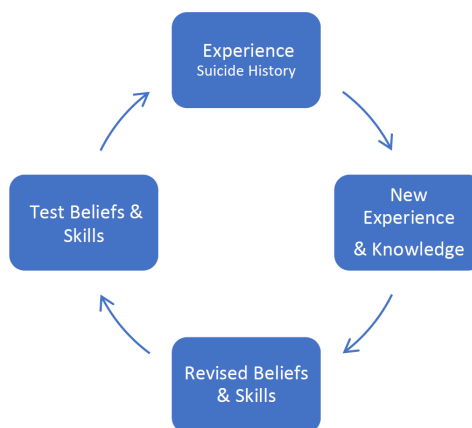 Experience
Suicide History
New
Experience
& Knowledge
Revised Beliefs
& Skills
Test Beliefs &
Skills